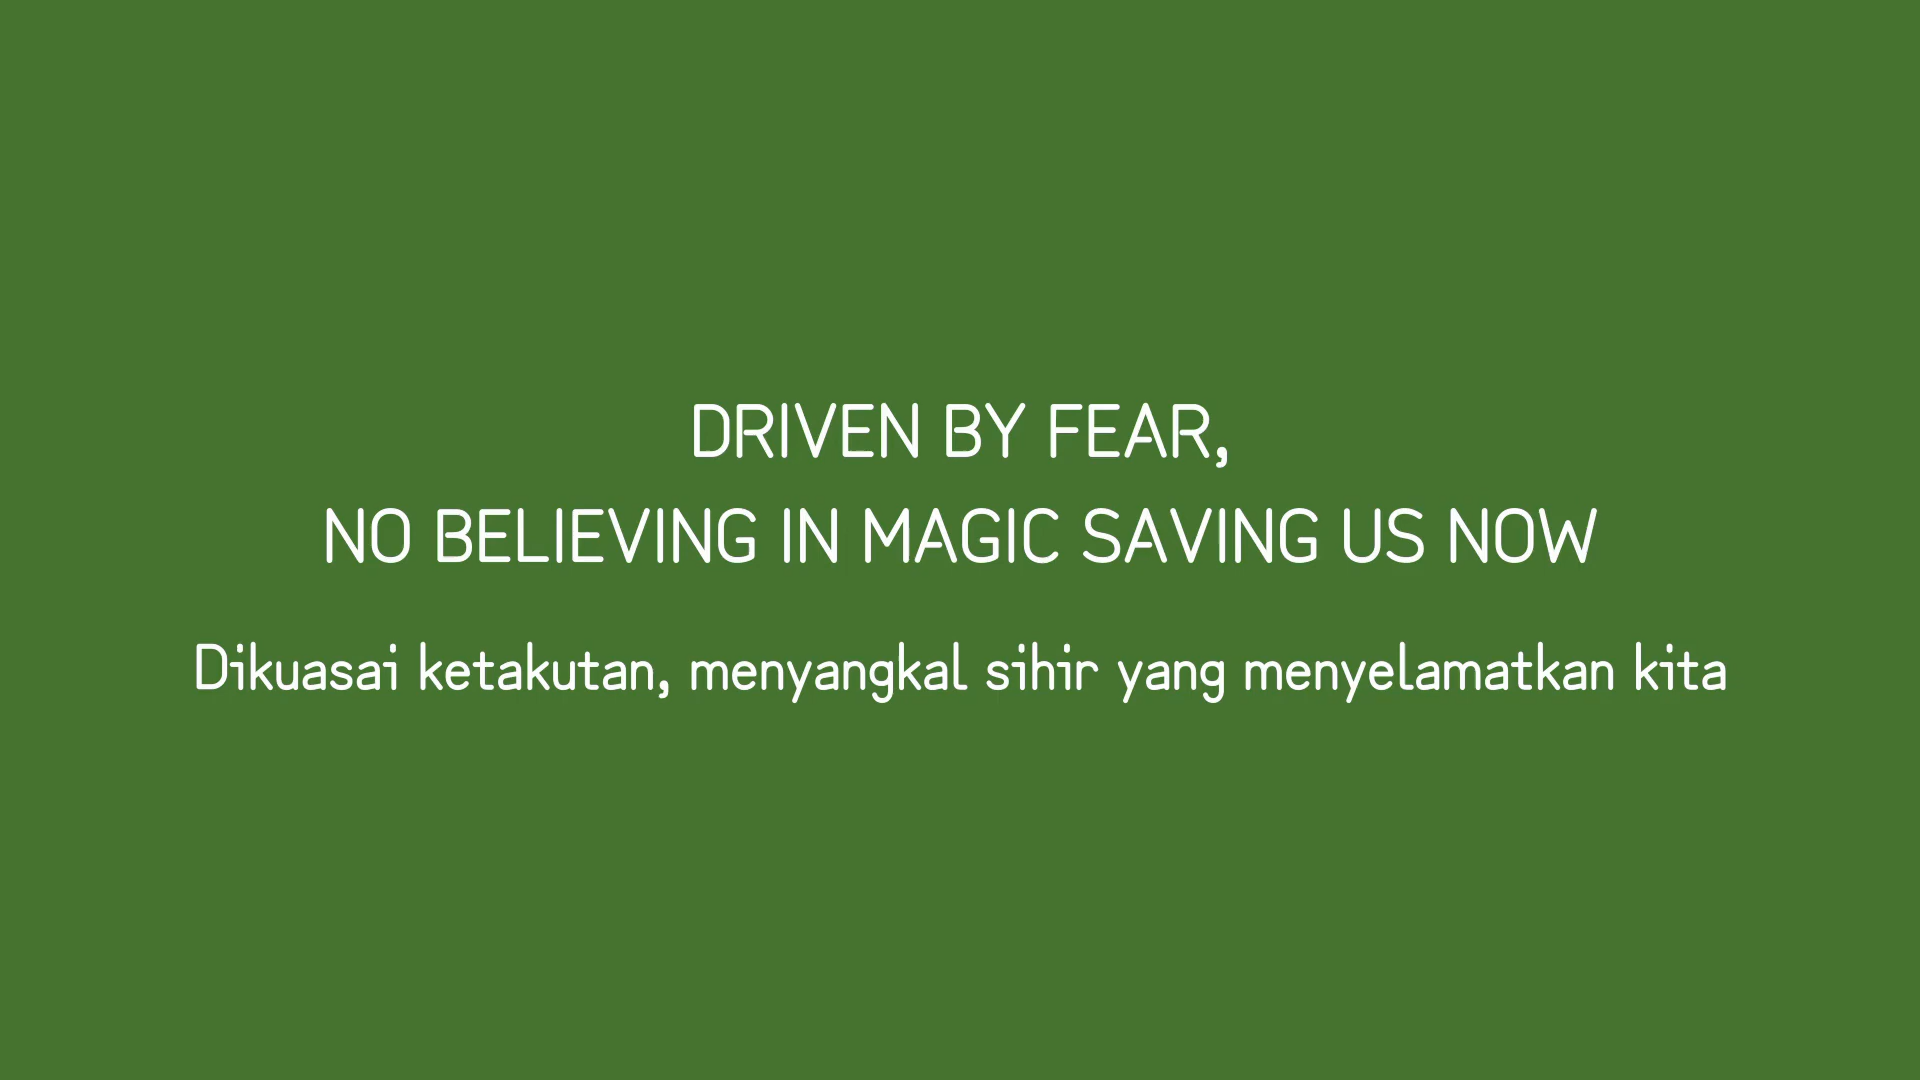 DRIVEN BY FEAR,
NO BELIEVING IN MAGIC SAVING US NOW
Dikuasai ketakutan, menyangkal sihir yang menyelamatkan kita